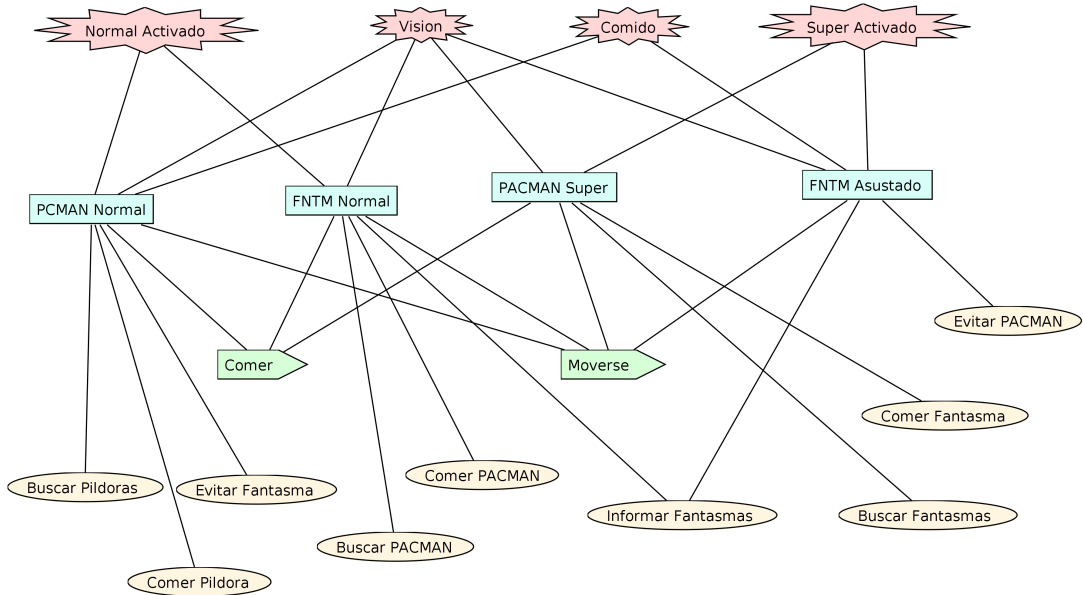 Normal Activado
Vision
Comido
Super Activado
PCMAN Normal
FNTM Normal
PACMAN Super
FNTM Asustado
Evitar PACMAN
Comer
Moverse
Comer Fantasma
Buscar Pildoras
Evitar Fantasma
Comer PACMAN
Informar Fantasmas
Buscar Fantasmas
Buscar PACMAN
Comer Pildora